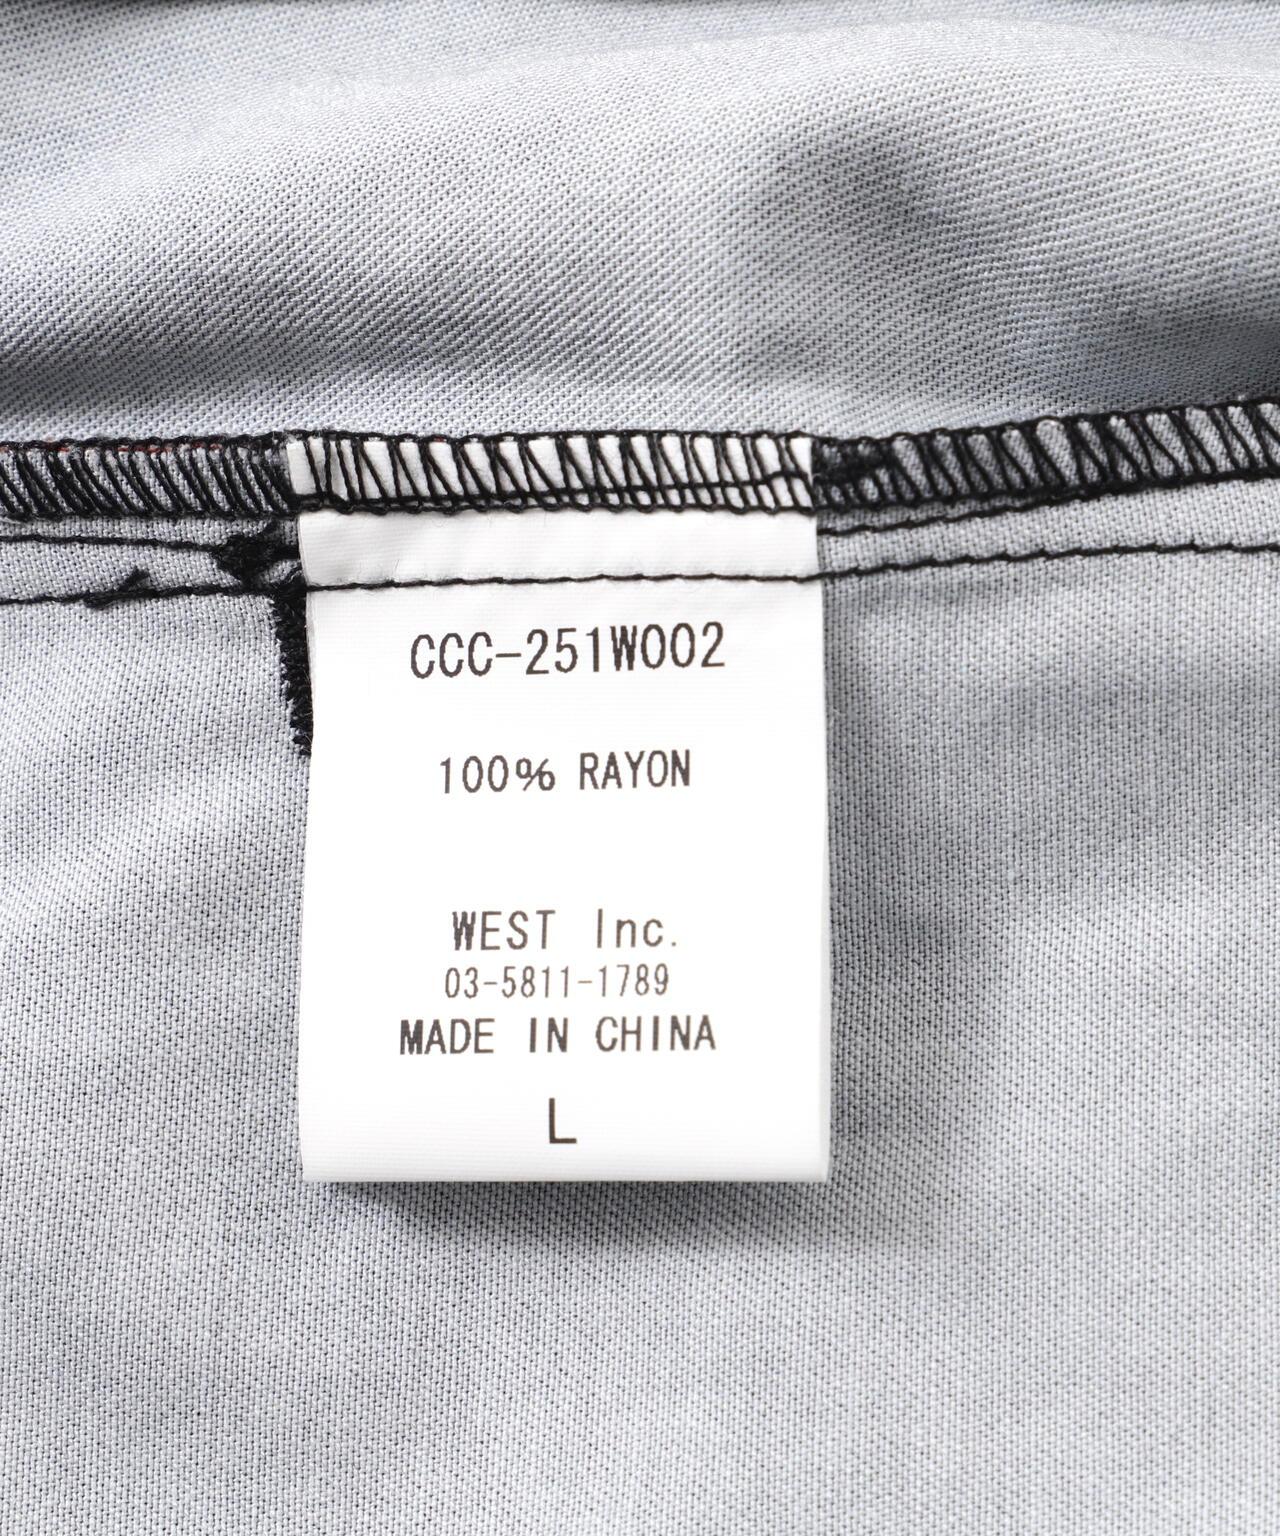 CCC-251W002
100% RAYON
WEST Inc.
03-5811-1789
MADE IN CHINA
L